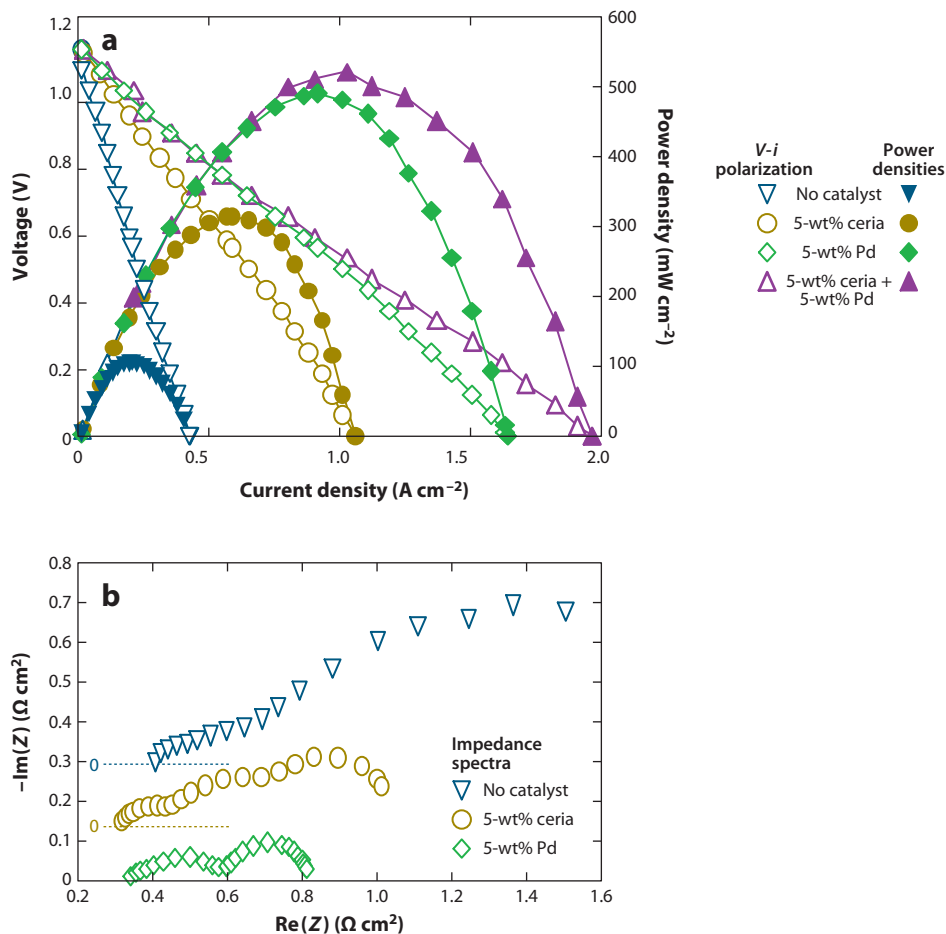 a
1.2
1.0
0.8
0.6
0.4
0.2
0
Voltage (V)
600
500
400
300
200
100
0
Power density (mW cm−2)
0
0.5
1.0
1.5
2.0
Current density (A cm−2)
V-i
polarization
Power
densities
No catalyst
5-wt% ceria
5-wt% Pd
5-wt% ceria +
5-wt% Pd
b
0.8
0.7
0.6
0.5
0.4
0.3
0.2
0.1
0
−Im(Z) (Ω cm2)
0
0
Impedance
spectra
No catalyst
5-wt% ceria
5-wt% Pd
0.2
0.4
0.6
0.8
1.0
1.2
1.4
1.6
Re(Z) (Ω cm2)